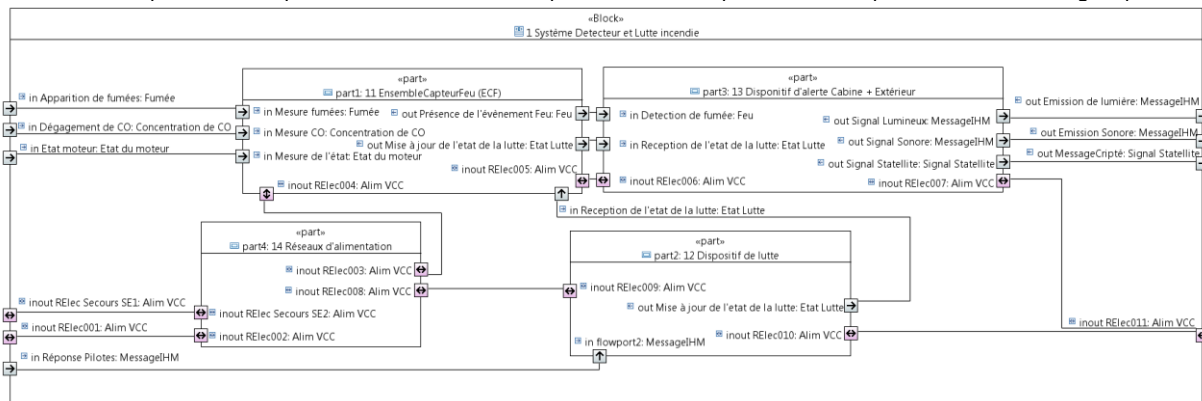 «Block»
1 Système Detecteur et Lutte incendie
«part»
part1: 11 EnsembleCapteurFeu (ECF)
«part»
part3: 13 Dispositif d'alerte Cabine + Extérieur
in Apparition de fumées: Fumée
in Mesure fumées: Fumée
out Présence de l'évènement Feu: Feu
in Detection de fumée: Feu
out Signal Lumineux: MessageIHM
out Emission de lumière: MessageIHM
in Dégagement de CO: Concentration de CO
in Mesure CO: Concentration de CO
out Mise à jour de l'etat de la lutte: Etat Lutte
in Reception de l'etat de la lutte: Etat Lutte
out Signal Sonore: MessageIHM
out Emission Sonore: MessageIHM
in Etat moteur: Etat du moteur
in Mesure de l'état: Etat du moteur
out Signal Statellite: Signal Statellite
out MessageCripté: Signal Statellite
inout RElec005: Alim VCC
inout RElec004: Alim VCC
inout RElec006: Alim VCC
inout RElec007: Alim VCC
in Reception de l'etat de la lutte: Etat Lutte
«part»
part4: 14 Réseaux d'alimentation
«part»
part2: 12 Dispositif de lutte
inout RElec003: Alim VCC
inout RElec008: Alim VCC
inout RElec009: Alim VCC
out Mise à jour de l'etat de la lutte: Etat Lutte
inout RElec Secours SE1: Alim VCC
inout RElec Secours SE2: Alim VCC
inout RElec001: Alim VCC
inout RElec002: Alim VCC
inout RElec010: Alim VCC
inout RElec011: Alim VCC
in Réponse Pilotes: MessageIHM
in flowport2: MessageIHM